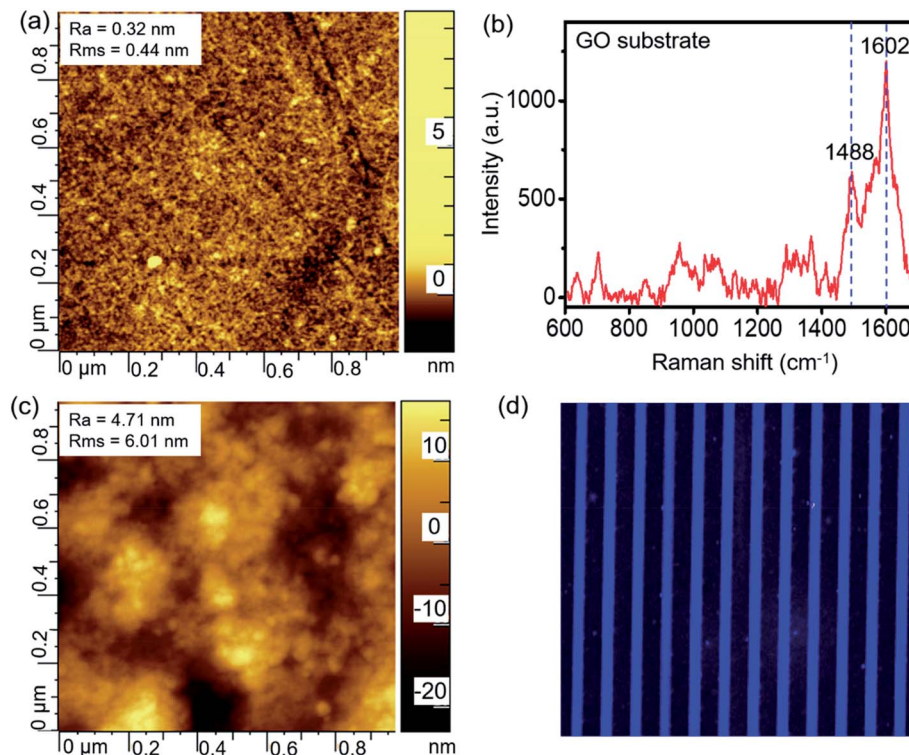 (a)
Ra = 0.32 nm
Rms = 0.44 nm
0 μm 0.2 0.4 0.6 0.8
0 μm 0.2 0.4 0.6 0.8
5
0
nm
(b)
GO substrate
1602
1488
Intensity (a.u.)
1000
500
0
600 800 1000 1200 1400 1600
Raman shift (cm⁻¹)
(c)
Ra = 4.71 nm
Rms = 6.01 nm
0 μm 0.2 0.4 0.6 0.8
0 μm 0.2 0.4 0.6 0.8
10
0
-10
-20
nm
(d)